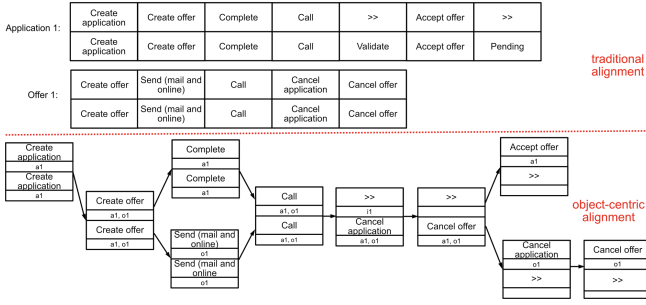 Application 1:
Create application
Create offer
Complete
Call
>>
Accept offer
>>
Create application
Create offer
Complete
Call
Validate
Accept offer
Pending
traditional
alignment
Offer 1:
Create offer
Send (mail and online)
Call
Cancel application
Cancel offer
Create offer
Send (mail and online)
Call
Cancel application
Cancel offer
Create application
a1
Create application
a1
Create offer
a1, o1
Create offer
a1, o1
Complete
a1
Complete
a1
Send (mail and online)
o1
Send (mail and online
o1
Call
a1, o1
Call
a1, o1
>>
i1
Cancel application
a1, o1
>>
Cancel offer
a1, o1
Accept offer
a1
>>
object-centric
alignment
Cancel application
o1
>>
Cancel offer
o1
>>